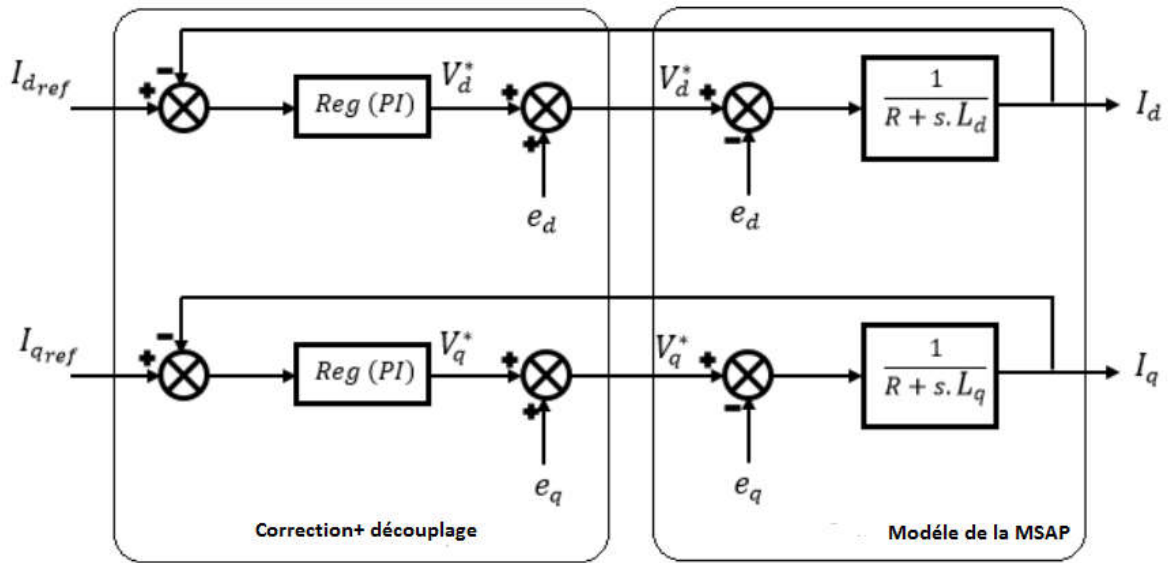 I_dref
+
−
Reg (PI)
V_d^*
+
+
e_d
V_d^*
+
−
e_d
1
R + s.L_d
I_d
I_qref
+
−
Reg (PI)
V_q^*
+
+
e_q
V_q^*
+
−
e_q
1
R + s.L_q
I_q
Correction+ découplage
Modéle de la MSAP